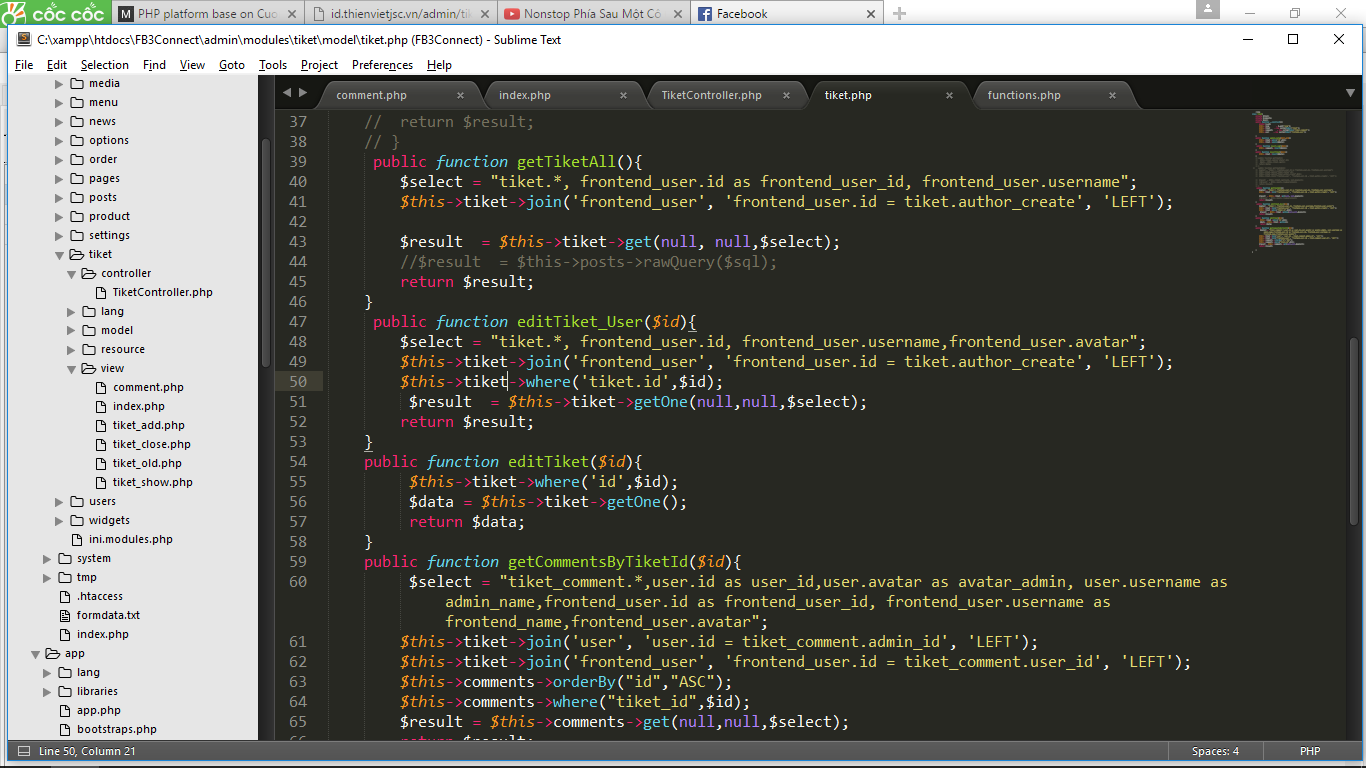 cốc cốc
PHP platform base on Cuo
id.thienvietjsc.vn/admin/tik
Nonstop Phía Sau Một Cô
Facebook
C:\xampp\htdocs\FB3Connect\admin\modules\tiket\model\tiket.php (FB3Connect) - Sublime Text
File Edit Selection Find View Goto Tools Project Preferences Help
media
menu
news
options
order
pages
posts
product
settings
tiket
controller
TiketController.php
lang
model
resource
view
comment.php
index.php
tiket_add.php
tiket_close.php
tiket_old.php
tiket_show.php
users
widgets
ini.modules.php
system
tmp
.htaccess
formdata.txt
index.php
app
lang
libraries
app.php
bootstraps.php
comment.php
index.php
TiketController.php
tiket.php
functions.php
37 // return $result;
38 // }
39 public function getTiketAll(){
40 $select = "tiket.*, frontend_user.id as frontend_user_id, frontend_user.username";
41 $this->tiket->join('frontend_user', 'frontend_user.id = tiket.author_create', 'LEFT');
42
43 $result  = $this->tiket->get(null, null,$select);
44 //$result  = $this->posts->rawQuery($sql);
45 return $result;
46 }
47 public function editTiket_User($id){
48 $select = "tiket.*, frontend_user.id, frontend_user.username,frontend_user.avatar";
49 $this->tiket->join('frontend_user', 'frontend_user.id = tiket.author_create', 'LEFT');
50 $this->tiket->where('tiket.id',$id);
51 $result  = $this->tiket->getOne(null,null,$select);
52 return $result;
53 }
54 public function editTiket($id){
55 $this->tiket->where('id',$id);
56 $data = $this->tiket->getOne();
57 return $data;
58 }
59 public function getCommentsByTiketId($id){
60 $select = "tiket_comment.*,user.id as user_id,user.avatar as avatar_admin, user.username as
admin_name,frontend_user.id as frontend_user_id, frontend_user.username as
frontend_name,frontend_user.avatar";
61 $this->tiket->join('user', 'user.id = tiket_comment.admin_id', 'LEFT');
62 $this->tiket->join('frontend_user', 'frontend_user.id = tiket_comment.user_id', 'LEFT');
63 $this->comments->orderBy("id","ASC");
64 $this->comments->where("tiket_id",$id);
65 $result = $this->comments->get(null,null,$select);
66 return $result;
Line 50, Column 21
Spaces: 4
PHP